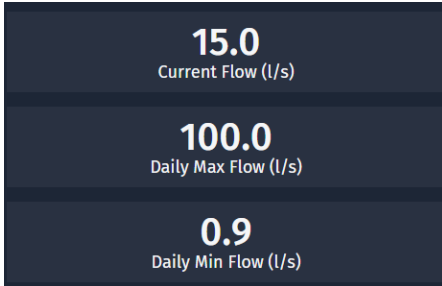 15.0
Current Flow (l/s)
100.0
Daily Max Flow (l/s)
0.9
Daily Min Flow (l/s)